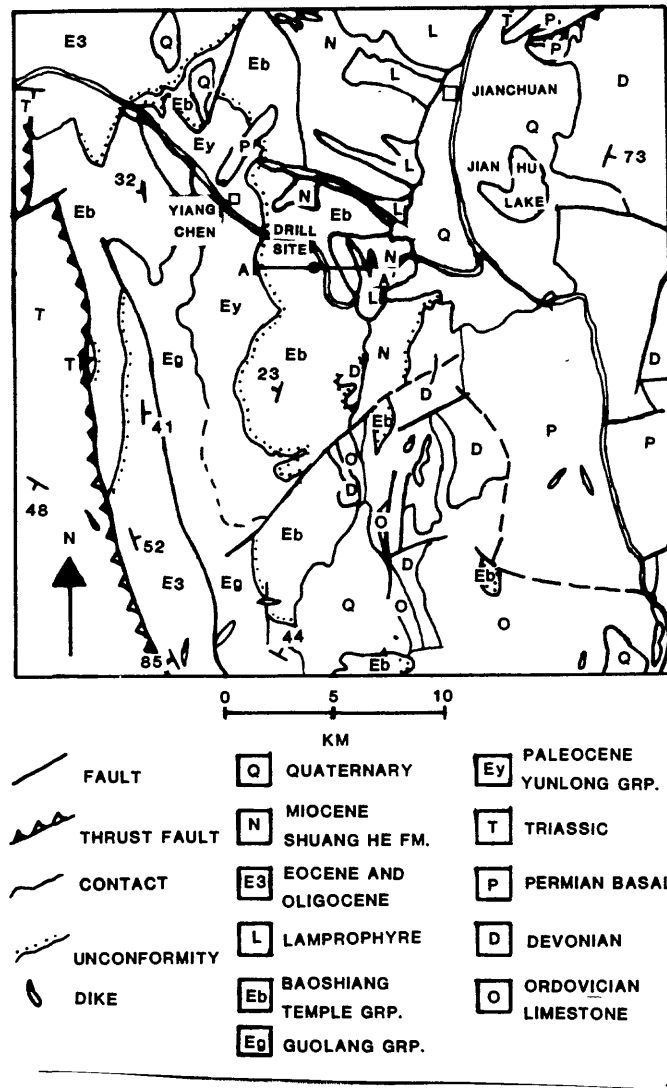 E3
Q
Eb
N
L
T
P
Q
L
P
D
Eb
JIANCHUAN
T
Ey
P
Q
L
JIAN HU
73
32
N
LAKE
Eb
YIANG
CHEN
Eb
L
DRILL
SITE
N
Q
A
A'
L
Ey
T
Eb
N
T
Eg
D
D
D
23
41
Eb
P
P
O
D
48
D
N
52
Eb
O
D
Eb
E3
Eg
Q
O
O
44
Q
85
Eb
0 5 10
KM
FAULT
Q QUATERNARY
Ey PALEOCENE
YUNLONG GRP.
THRUST FAULT
N MIOCENE
SHUANG HE FM.
T TRIASSIC
CONTACT
E3 EOCENE AND
OLIGOCENE
P PERMIAN BASAL
UNCONFORMITY
L LAMPROPHYRE
D DEVONIAN
DIKE
Eb BAOSHIANG
TEMPLE GRP.
O ORDOVICIAN
LIMESTONE
Eg GUOLANG GRP.